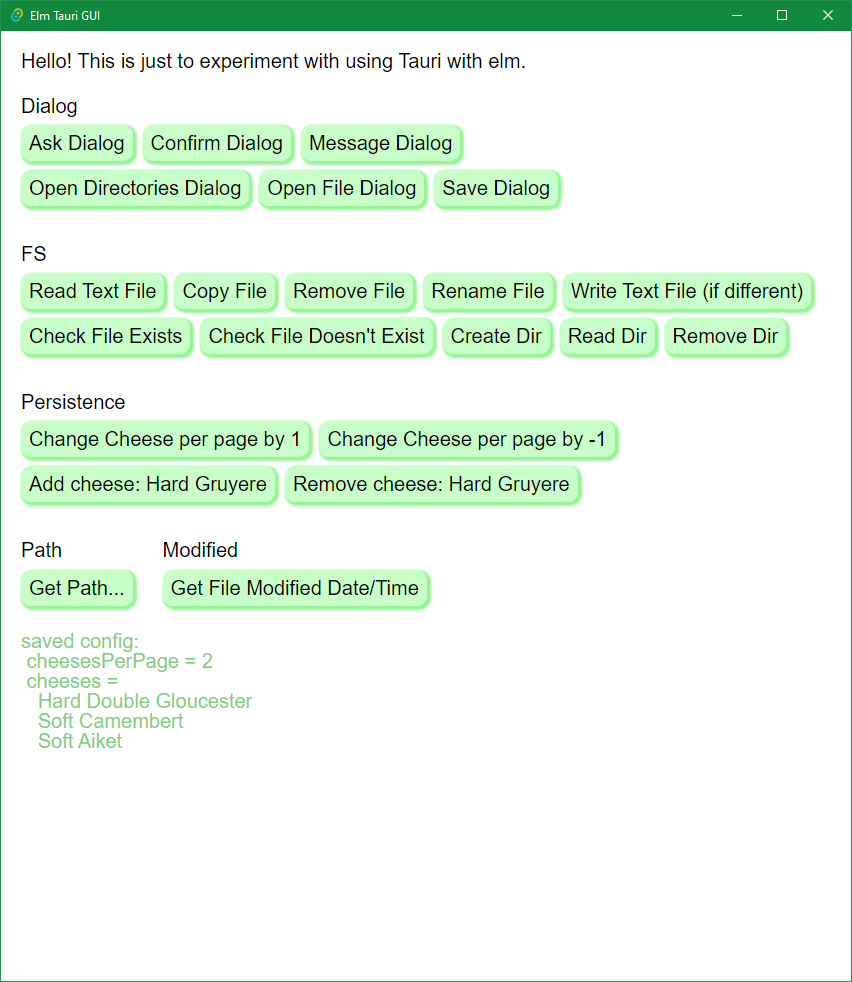 Elm Tauri GUI
Hello! This is just to experiment with using Tauri with elm.
Dialog
Ask Dialog Confirm Dialog Message Dialog
Open Directories Dialog Open File Dialog Save Dialog
FS
Read Text File Copy File Remove File Rename File Write Text File (if different)
Check File Exists Check File Doesn't Exist Create Dir Read Dir Remove Dir
Persistence
Change Cheese per page by 1 Change Cheese per page by -1
Add cheese: Hard Gruyere Remove cheese: Hard Gruyere
Path Modified
Get Path... Get File Modified Date/Time
saved config:
cheesesPerPage = 2
cheeses =
Hard Double Gloucester
Soft Camembert
Soft Aiket